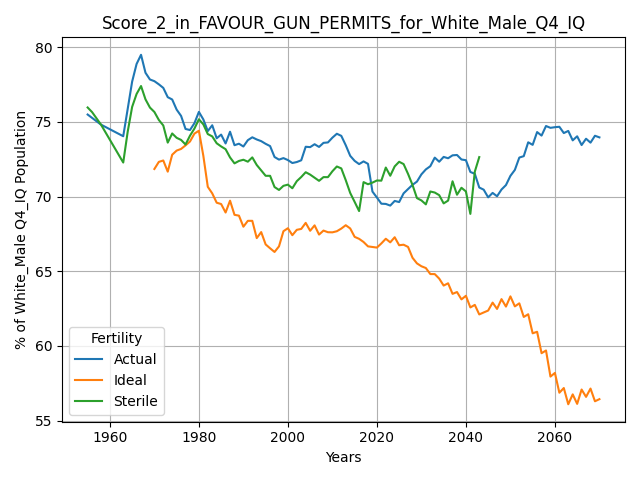 Score_2_in_FAVOUR_GUN_PERMITS_for_White_Male_Q4_IQ
% of White_Male Q4_IQ Population
80
75
70
65
60
55
Fertility
Actual
Ideal
Sterile
1960 1980 2000 2020 2040 2060
Years